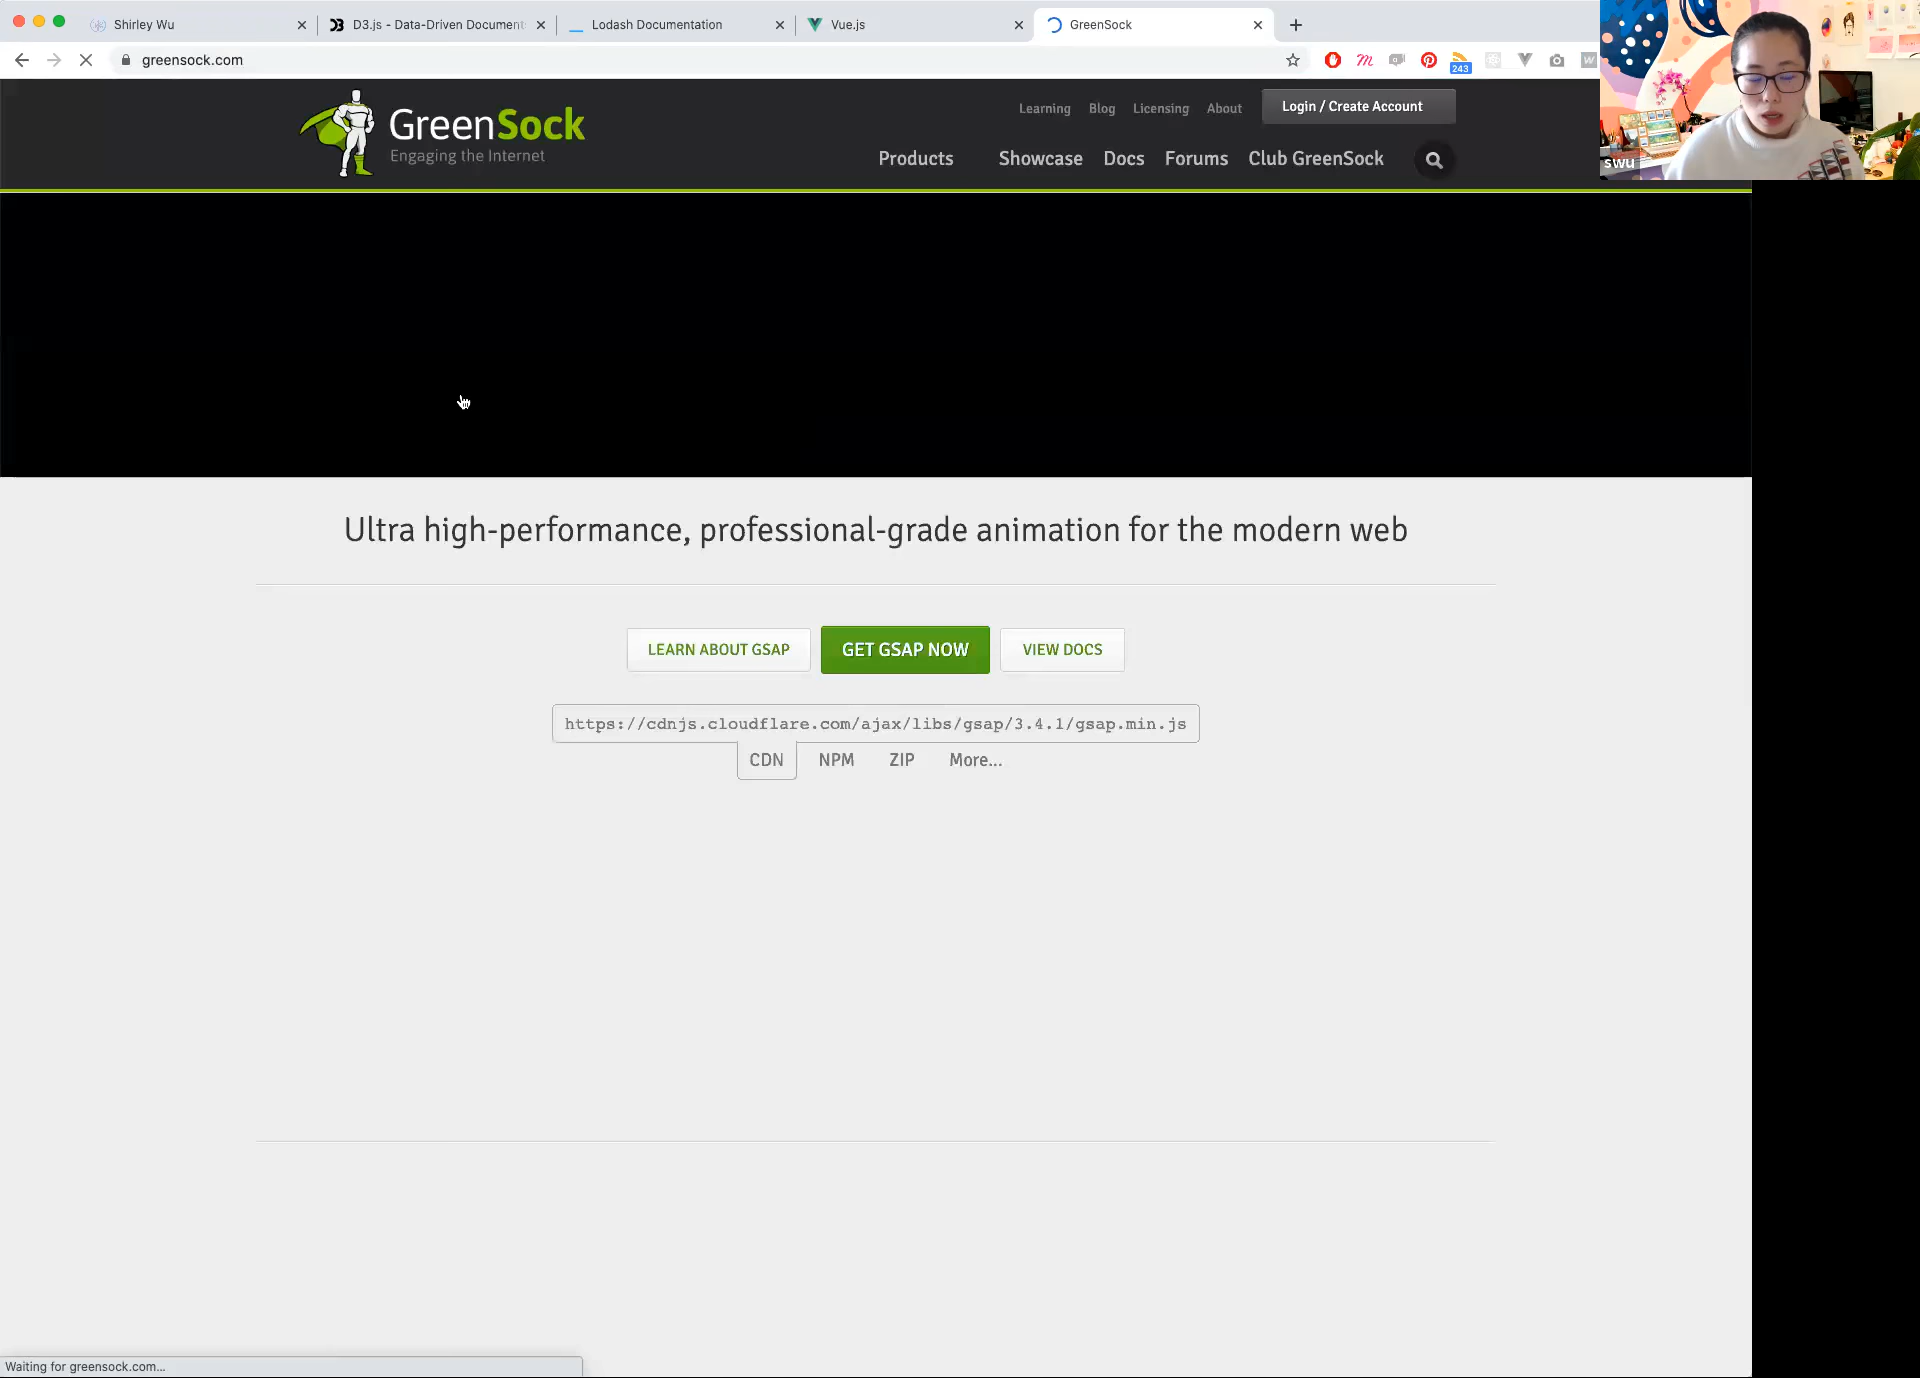 Shirley Wu
D3.js - Data-Driven Document
Lodash Documentation
Vue.js
GreenSock
greensock.com
243
swu
GreenSock
Engaging the Internet
Learning
Blog
Licensing
About
Login / Create Account
Products
Showcase
Docs
Forums
Club GreenSock
Ultra high-performance, professional-grade animation for the modern web
LEARN ABOUT GSAP
GET GSAP NOW
VIEW DOCS
https://cdnjs.cloudflare.com/ajax/libs/gsap/3.4.1/gsap.min.js
CDN
NPM
ZIP
More...
Waiting for greensock.com...